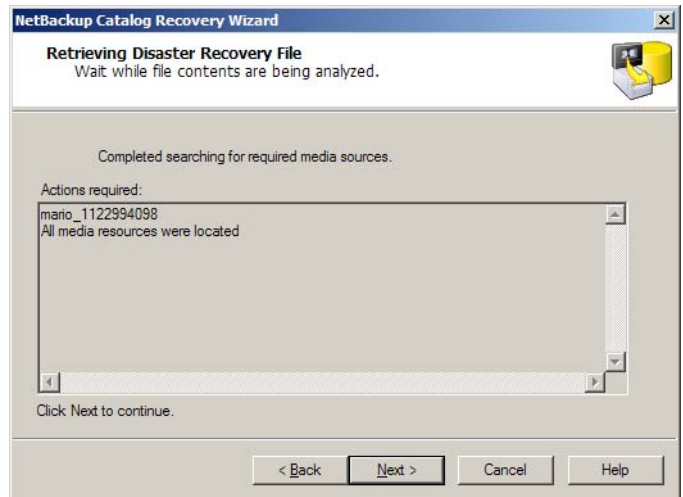 NetBackup Catalog Recovery Wizard
Retrieving Disaster Recovery File
Wait while file contents are being analyzed.
Completed searching for required media sources.
Actions required:
mario_1122994098
All media resources were located
Click Next to continue.
< Back Next > Cancel Help